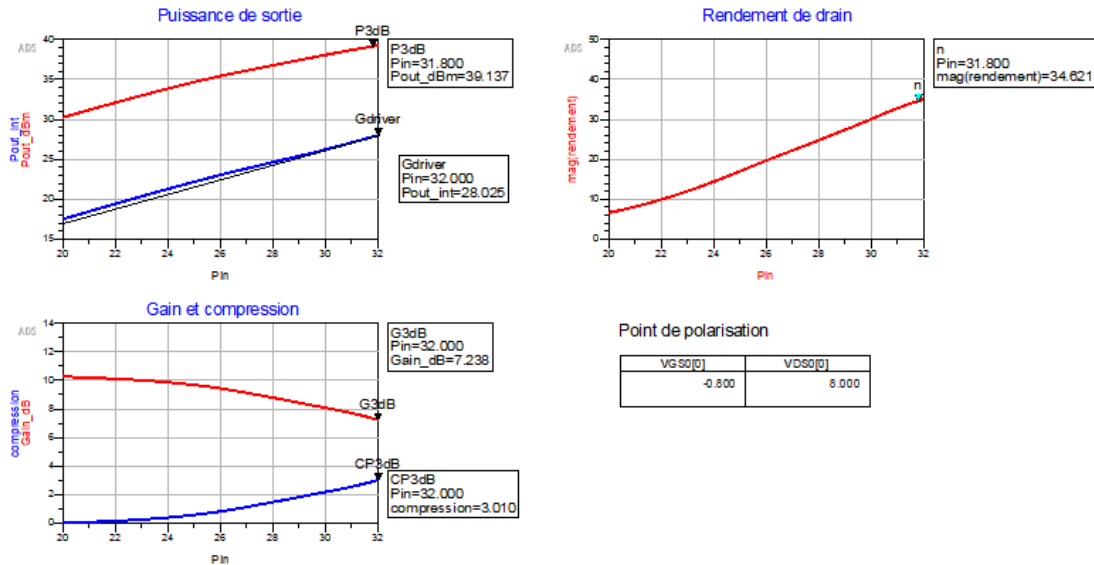 Puissance de sortie
ADS
40
35
30
25
20
15
Pout_int
Pout_dBm
20
22
24
26
28
30
32
Pin
P3dB
P3dB
Pin=31.800
Pout_dBm=39.137
Gdriver
Gdriver
Pin=32.000
Pout_int=28.025
Rendement de drain
ADS
50
40
30
20
10
0
mag(rendement)
20
22
24
26
28
30
32
Pin
n
n
Pin=31.800
mag(rendement)=34.621
Gain et compression
ADS
14
12
10
8
6
4
2
0
compression
Gain_dB
20
22
24
26
28
30
32
Pin
G3dB
G3dB
Pin=32.000
Gain_dB=7.238
CP3dB
CP3dB
Pin=32.000
compression=3.010
Point de polarisation
VGS0[0] VDS0[0]
-0.800 8.000